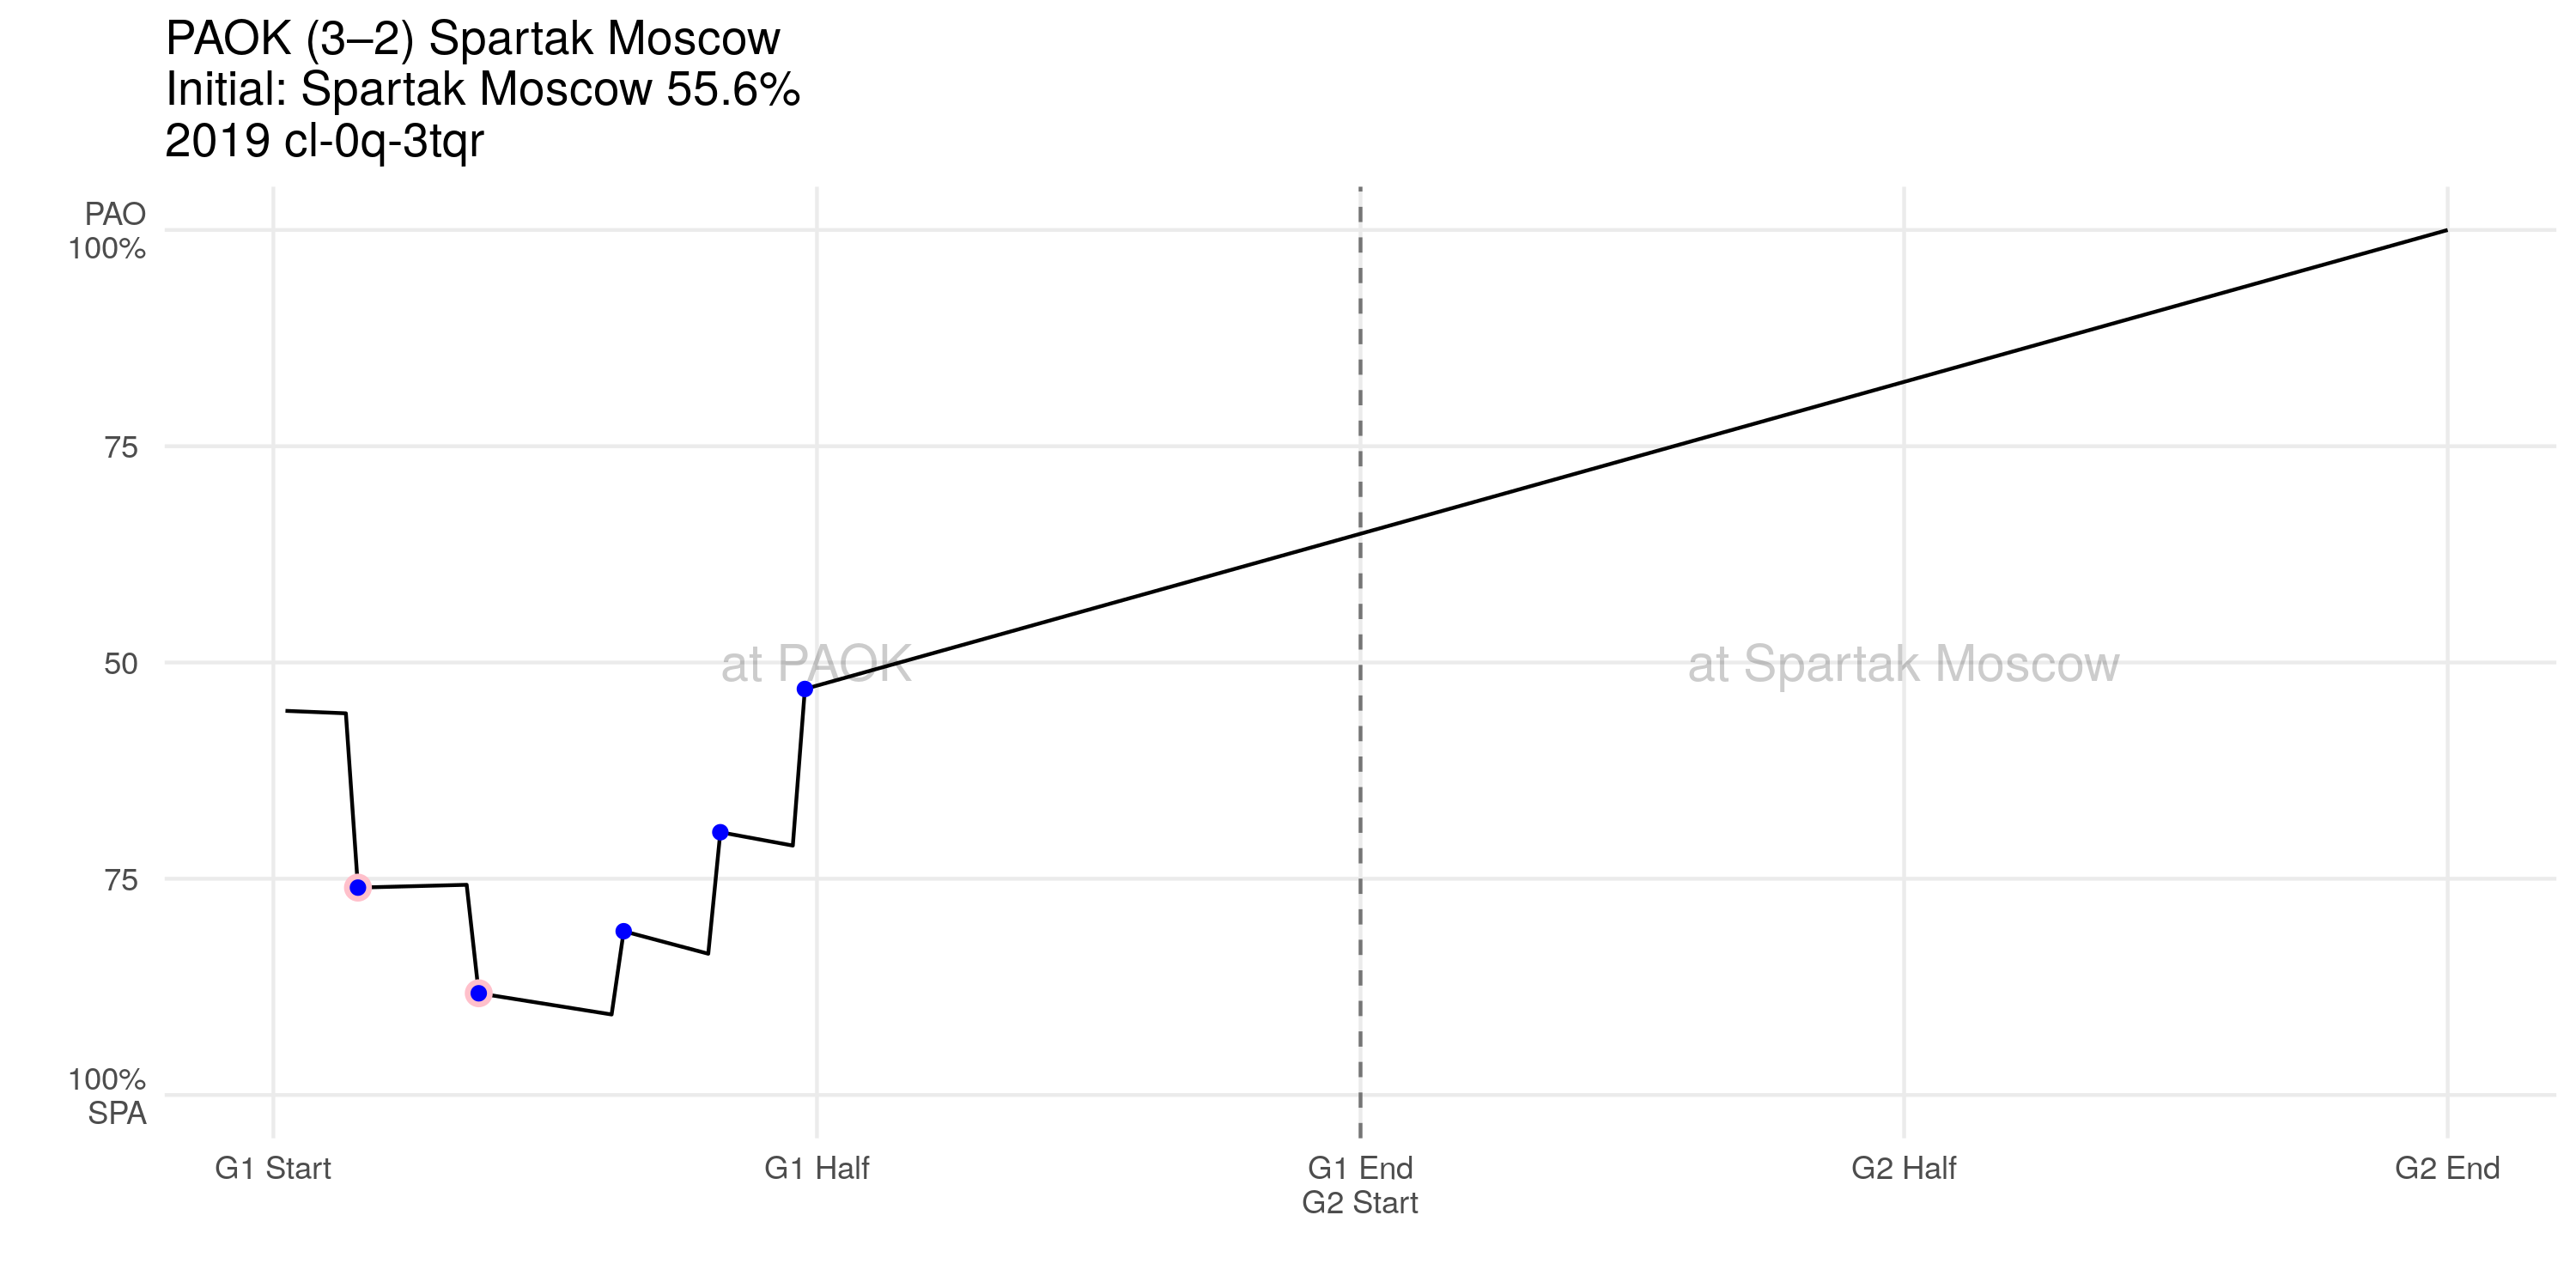 PAOK (3–2) Spartak Moscow
Initial: Spartak Moscow 55.6%
2019 cl-0q-3tqr
PAO
100%
75
50
75
100%
SPA
at PAOK
at Spartak Moscow
G1 Start
G1 Half
G1 End
G2 Start
G2 Half
G2 End